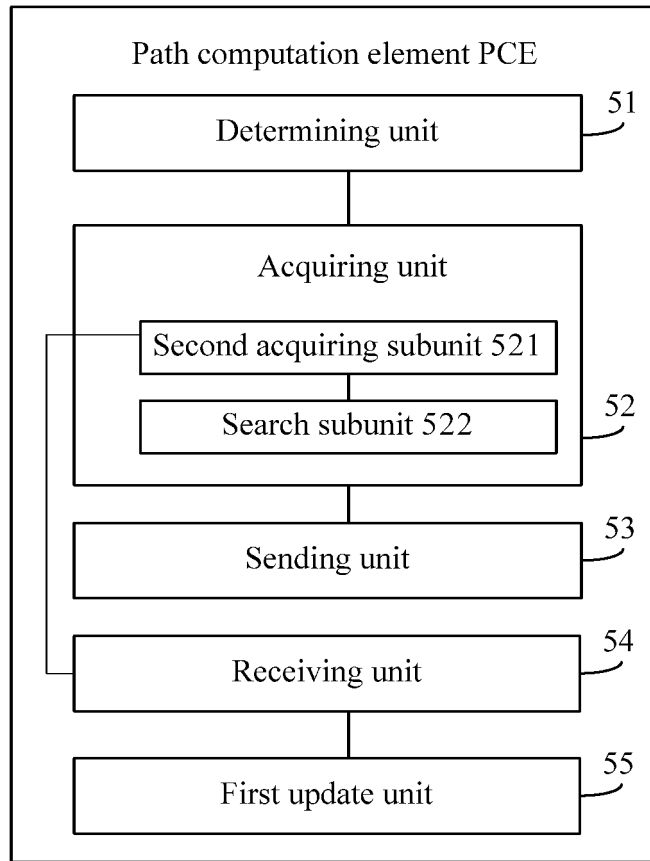 Path computation element PCE
51
Determining unit
Acquiring unit
Second acquiring subunit 521
Search subunit 522
52
53
Sending unit
54
Receiving unit
55
First update unit